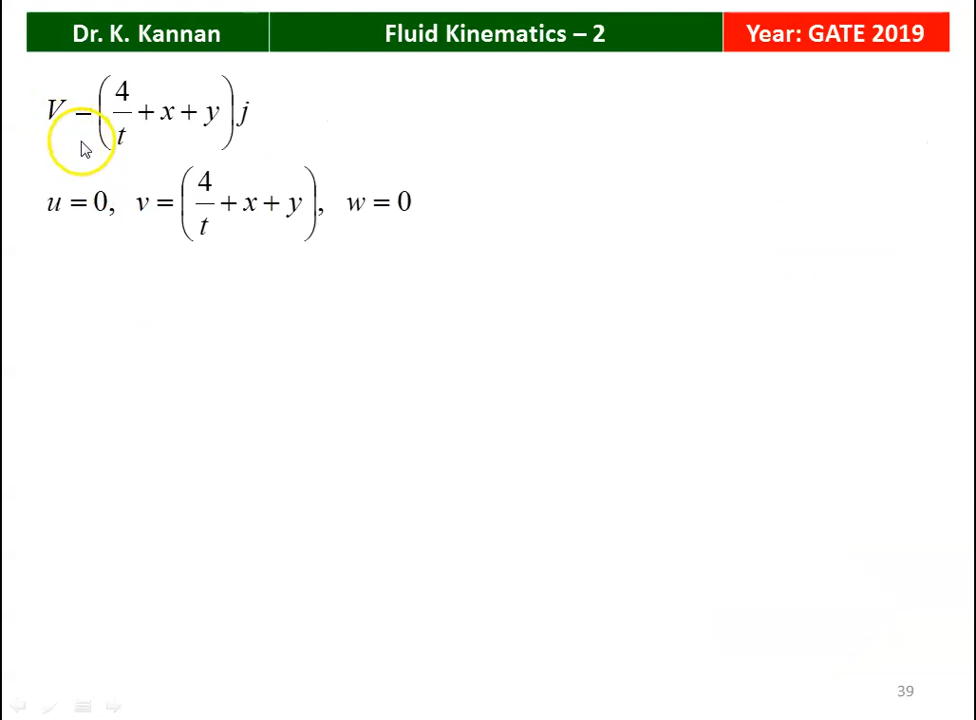 Dr. K. Kannan Fluid Kinematics – 2 Year: GATE 2019
V = (4/t + x + y) j
u = 0, v = (4/t + x + y), w = 0
39